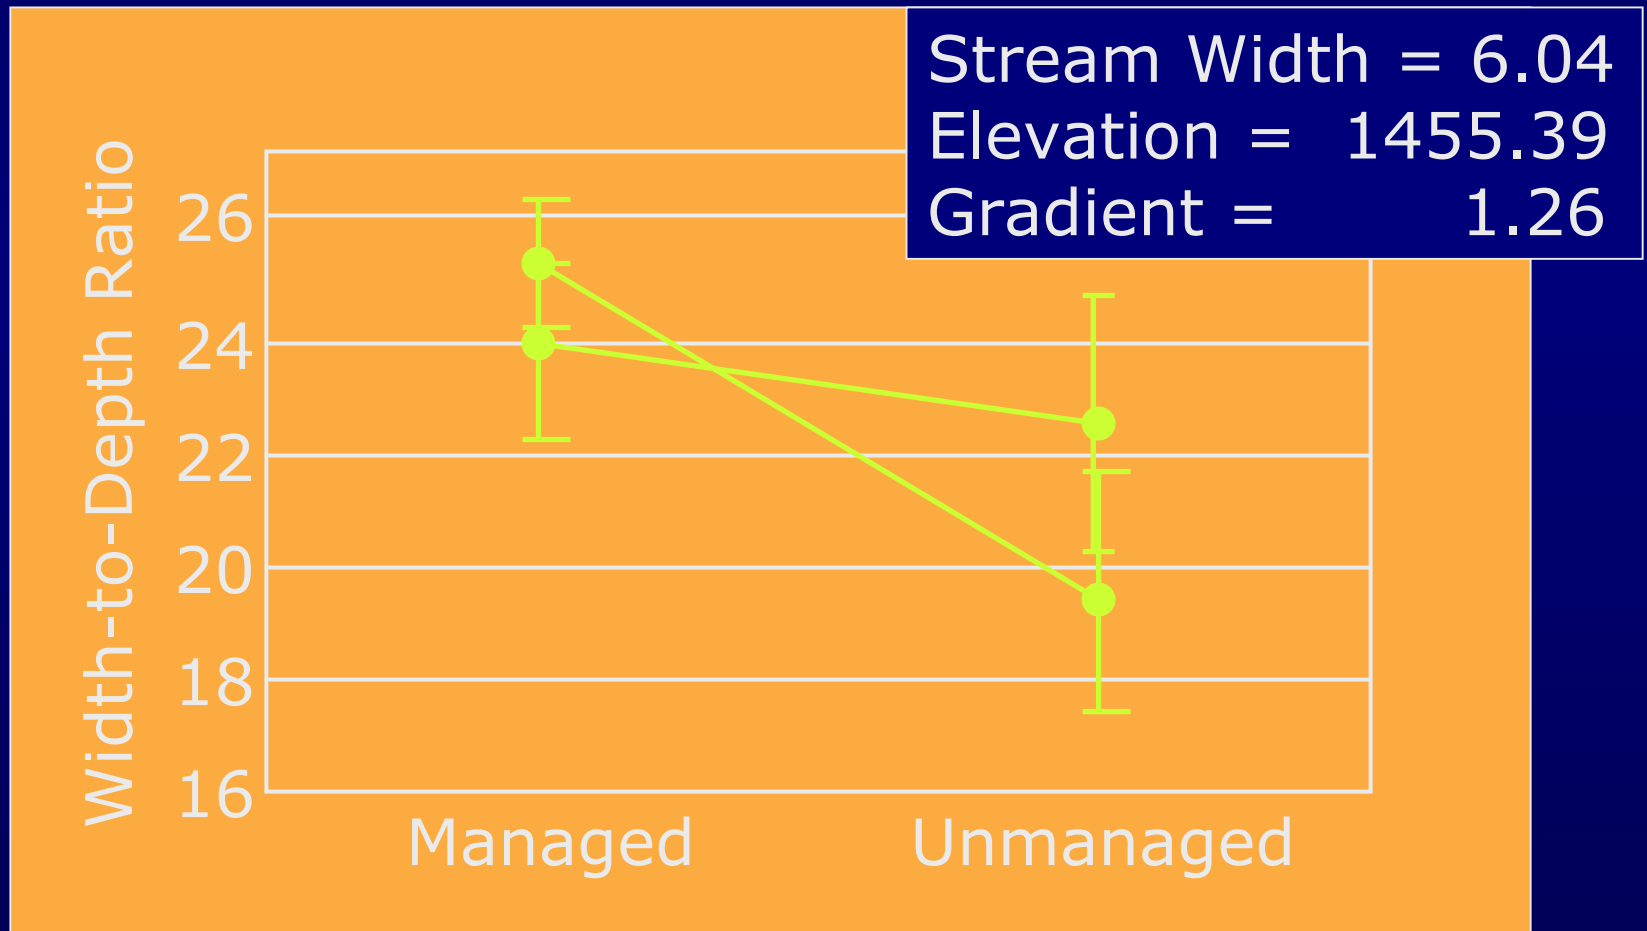 Stream Width = 6.04
Elevation = 1455.39
Gradient = 1.26
Width-to-Depth Ratio
26
24
22
20
18
16
Managed Unmanaged